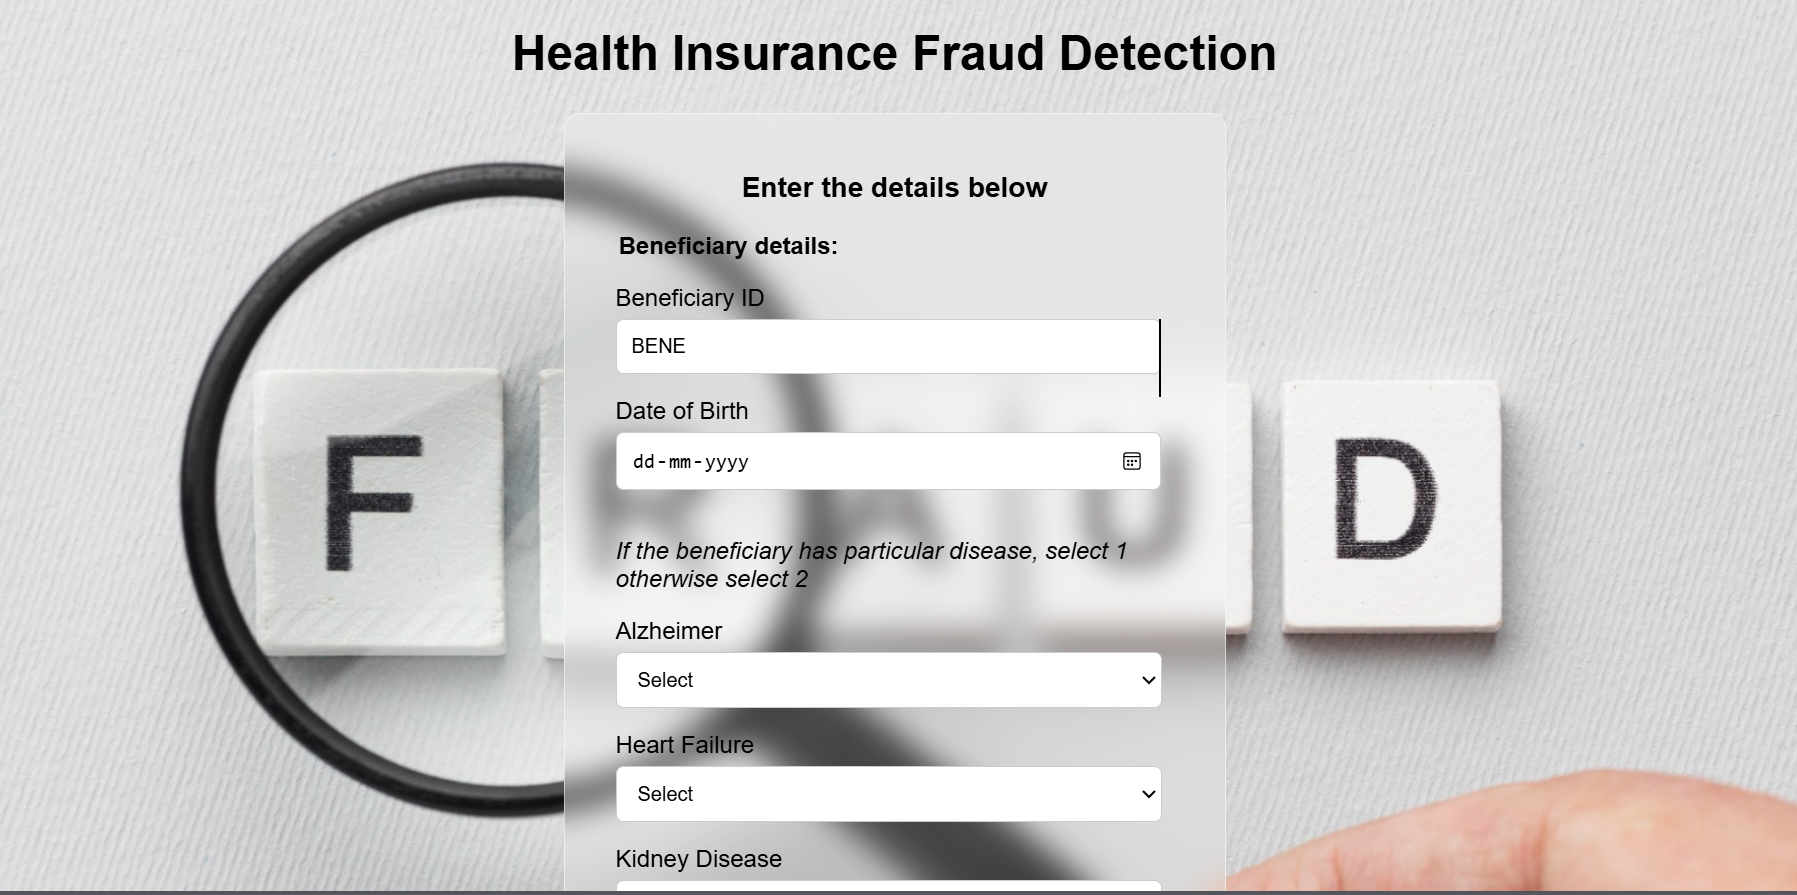 Health Insurance Fraud Detection
Enter the details below
Beneficiary details:
Beneficiary ID
BENE
Date of Birth
dd-mm-yyyy
If the beneficiary has particular disease, select 1
otherwise select 2
Alzheimer
Select
Heart Failure
Select
Kidney Disease
F A U D